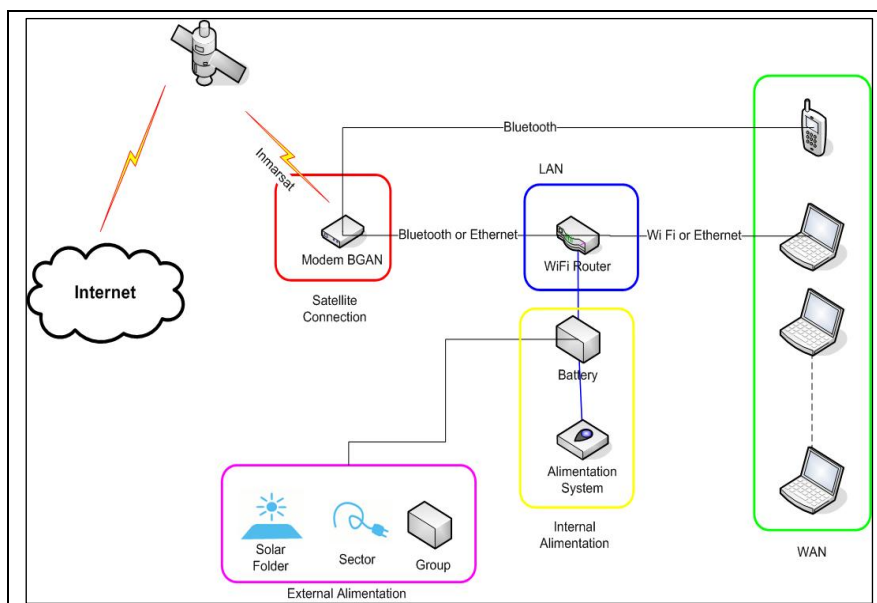 Bluetooth
Inmarsat
LAN
Bluetooth or Ethernet
Wi Fi or Ethernet
Modem BGAN
WiFi Router
Internet
Satellite
Connection
Battery
Alimentation
System
Solar
Folder
Sector
Group
Internal
Alimentation
WAN
External Alimentation